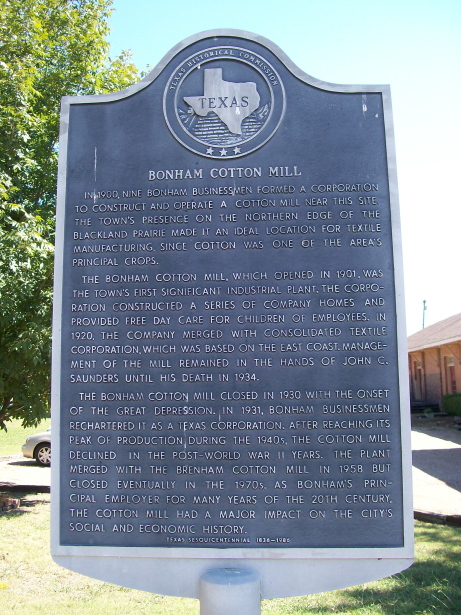 TEXAS HISTORICAL COMMISSION
TEXAS
BONHAM COTTON MILL
IN 1900, NINE BONHAM BUSINESSMEN FORMED A CORPORATION
TO CONSTRUCT AND OPERATE A COTTON MILL NEAR THIS SITE.
THE TOWN'S PRESENCE ON THE NORTHERN EDGE OF THE
BLACKLAND PRAIRIE MADE IT AN IDEAL LOCATION FOR TEXTILE
MANUFACTURING, SINCE COTTON WAS ONE OF THE AREA'S
PRINCIPAL CROPS.
THE BONHAM COTTON MILL, WHICH OPENED IN 1901, WAS
THE TOWN'S FIRST SIGNIFICANT INDUSTRIAL PLANT. THE CORPO-
RATION CONSTRUCTED A SERIES OF COMPANY HOMES AND
PROVIDED FREE DAY CARE FOR CHILDREN OF EMPLOYEES. IN
1920, THE COMPANY MERGED WITH CONSOLIDATED TEXTILE
CORPORATION, WHICH WAS BASED ON THE EAST COAST. MANAGE-
MENT OF THE MILL REMAINED IN THE HANDS OF JOHN C.
SAUNDERS UNTIL HIS DEATH IN 1934.
THE BONHAM COTTON MILL CLOSED IN 1930 WITH THE ONSET
OF THE GREAT DEPRESSION. IN 1931, BONHAM BUSINESSMEN
RECHARTERED IT AS A TEXAS CORPORATION. AFTER REACHING ITS
PEAK OF PRODUCTION DURING THE 1940s, THE COTTON MILL
DECLINED IN THE POST-WORLD WAR II YEARS. THE PLANT
MERGED WITH THE BRENHAM COTTON MILL IN 1958 BUT
CLOSED EVENTUALLY IN THE 1970s. AS BONHAM'S PRIN-
CIPAL EMPLOYER FOR MANY YEARS OF THE 20TH CENTURY,
THE COTTON MILL HAD A MAJOR IMPACT ON THE CITY'S
SOCIAL AND ECONOMIC HISTORY.
TEXAS SESQUICENTENNIAL 1836-1986